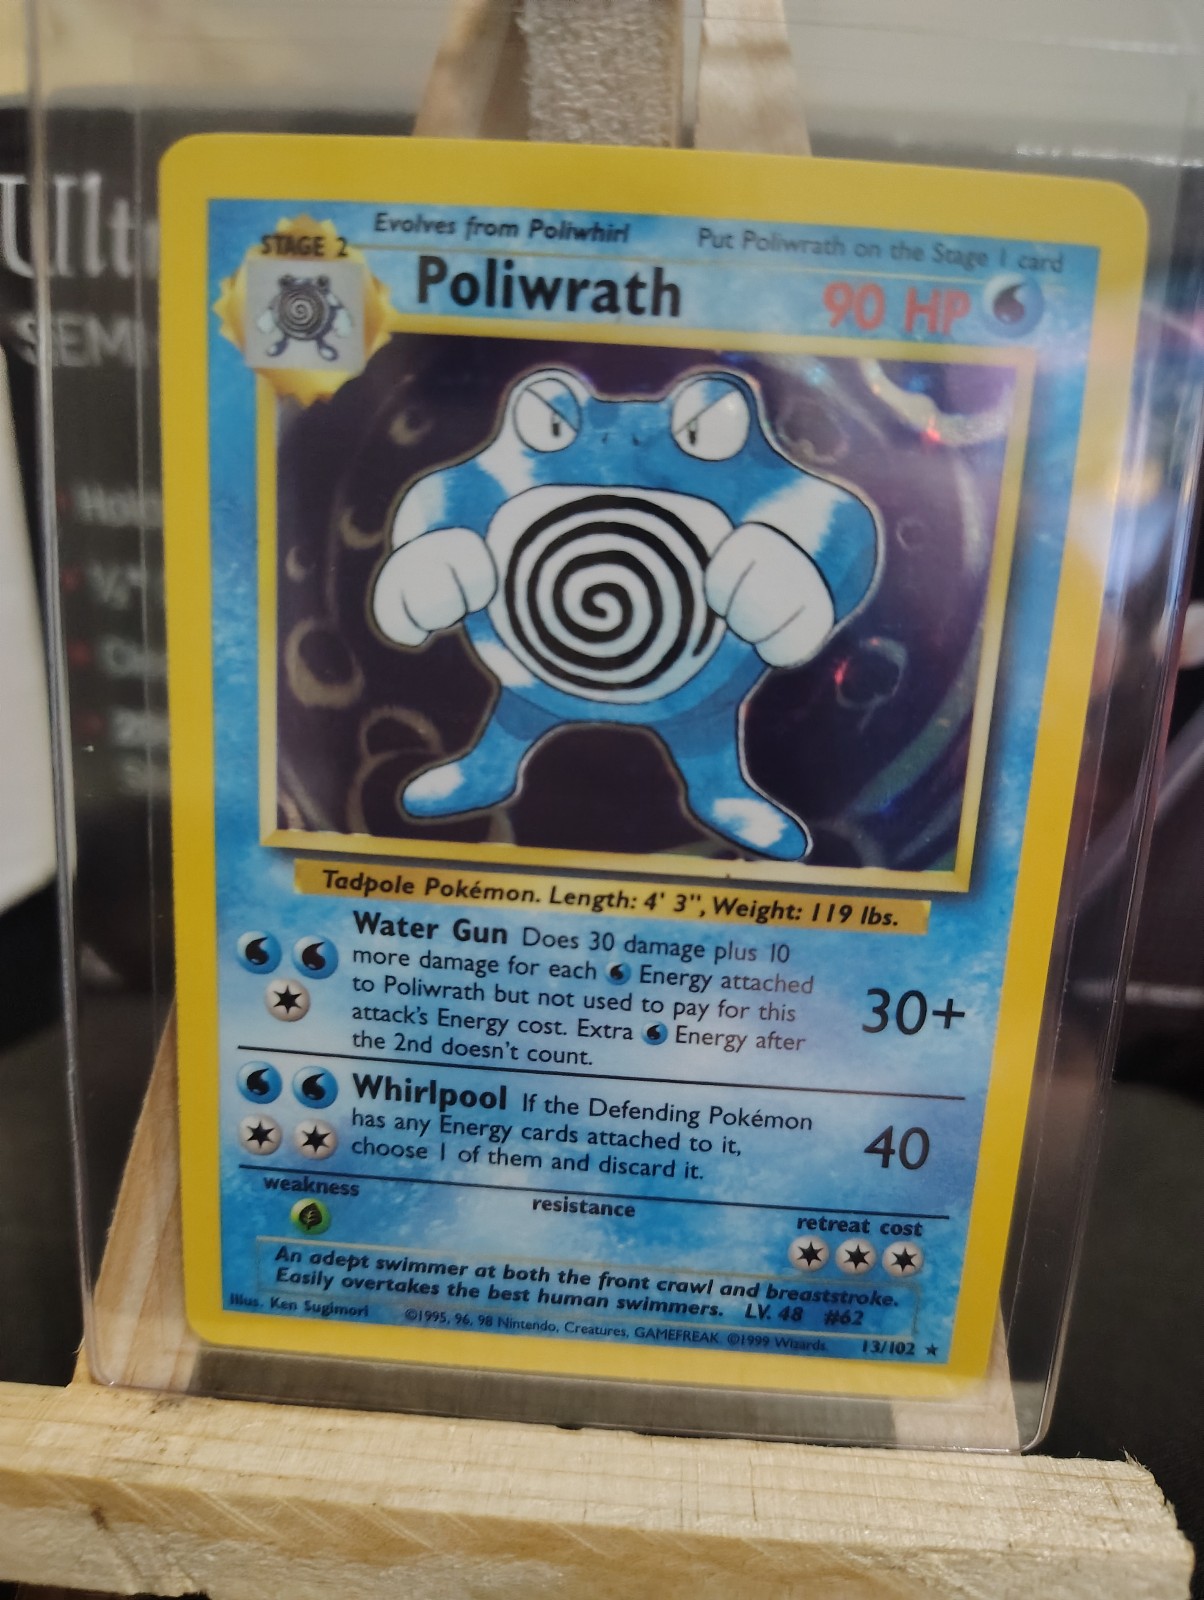 Ult
SEMI
STAGE 2
Evolves from Poliwhirl
Put Poliwrath on the Stage 1 card
Poliwrath
90 HP
Tadpole Pokémon. Length: 4' 3", Weight: 119 lbs.
Water Gun Does 30 damage plus 10
more damage for each Energy attached
to Poliwrath but not used to pay for this
attack's Energy cost. Extra Energy after
the 2nd doesn't count.
30+
Whirlpool If the Defending Pokémon
has any Energy cards attached to it,
choose 1 of them and discard it.
40
weakness
resistance
retreat cost
An adept swimmer at both the front crawl and breaststroke.
Easily overtakes the best human swimmers. LV. 48 #62
Illus. Ken Sugimori ©1995, 96, 98 Nintendo, Creatures, GAMEFREAK. ©1999 Wizards. 13/102 ★